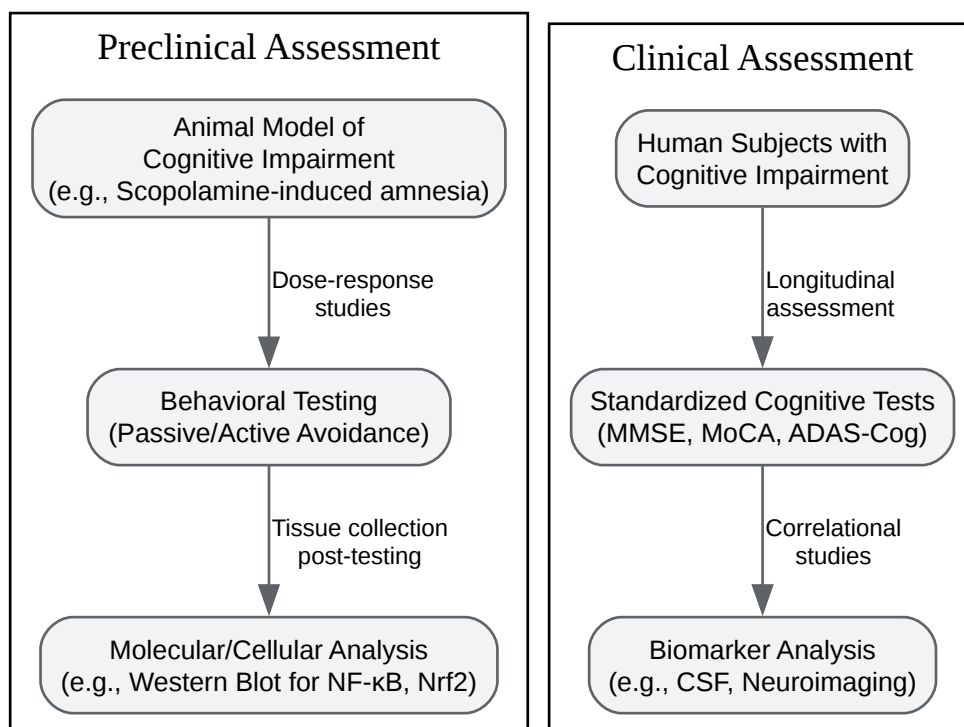 Preclinical Assessment
Animal Model of
Cognitive Impairment
(e.g., Scopolamine-induced amnesia)
Dose-response
studies
Behavioral Testing
(Passive/Active Avoidance)
Tissue collection
post-testing
Molecular/Cellular Analysis
(e.g., Western Blot for NF-κB, Nrf2)
Clinical Assessment
Human Subjects with
Cognitive Impairment
Longitudinal
assessment
Standardized Cognitive Tests
(MMSE, MoCA, ADAS-Cog)
Correlational
studies
Biomarker Analysis
(e.g., CSF, Neuroimaging)